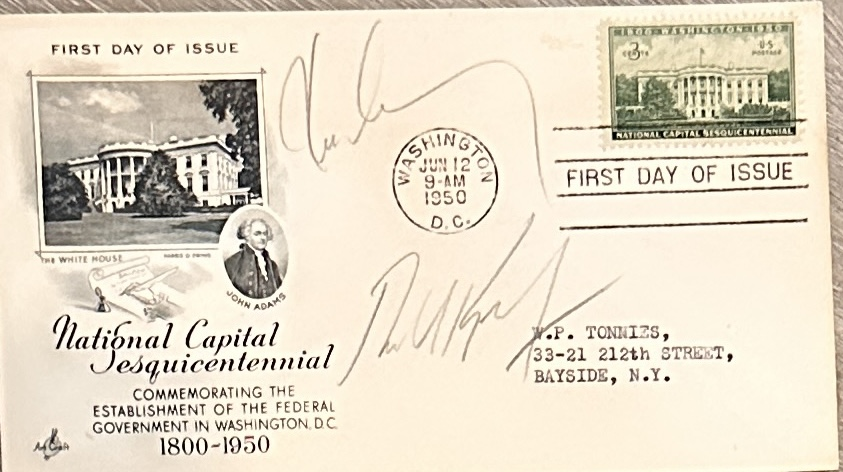 FIRST DAY OF ISSUE
1800 - WASHINGTON - 1950
3 CENTS
U·S POSTAGE
NATIONAL CAPITAL SESQUICENTENNIAL
WASHINGTON
JUN 12
9-AM
1950
D.C.
FIRST DAY OF ISSUE
THE WHITE HOUSE
JOHN ADAMS
National Capital
Sesquicentennial
COMMEMORATING THE
ESTABLISHMENT OF THE FEDERAL
GOVERNMENT IN WASHINGTON, D.C.
1800-1950
ArtCraft
W.P. TONNIES,
33-21 212th STREET,
BAYSIDE, N.Y.